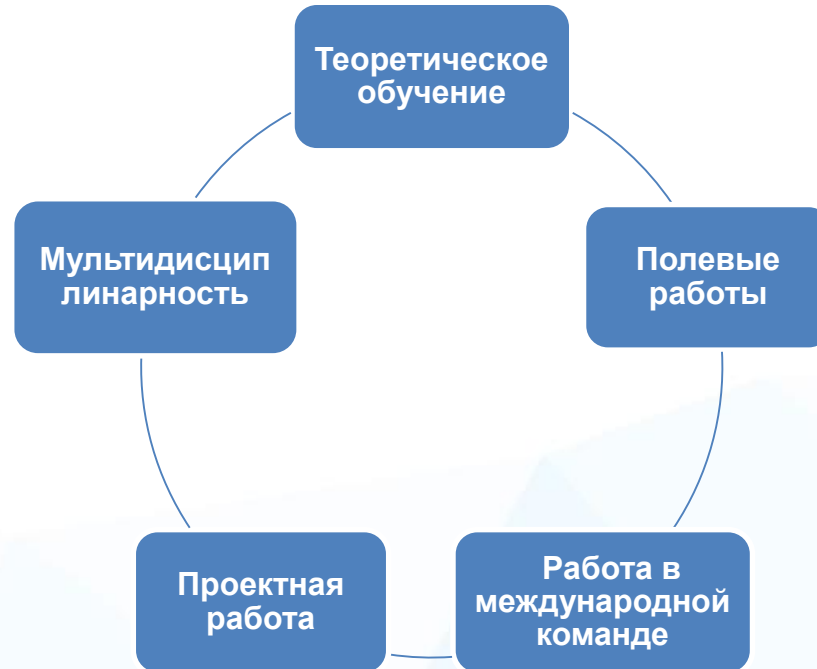 Теоретическое
обучение
Мультидисцип
линарность
Полевые
работы
Проектная
работа
Работа в
международной
команде